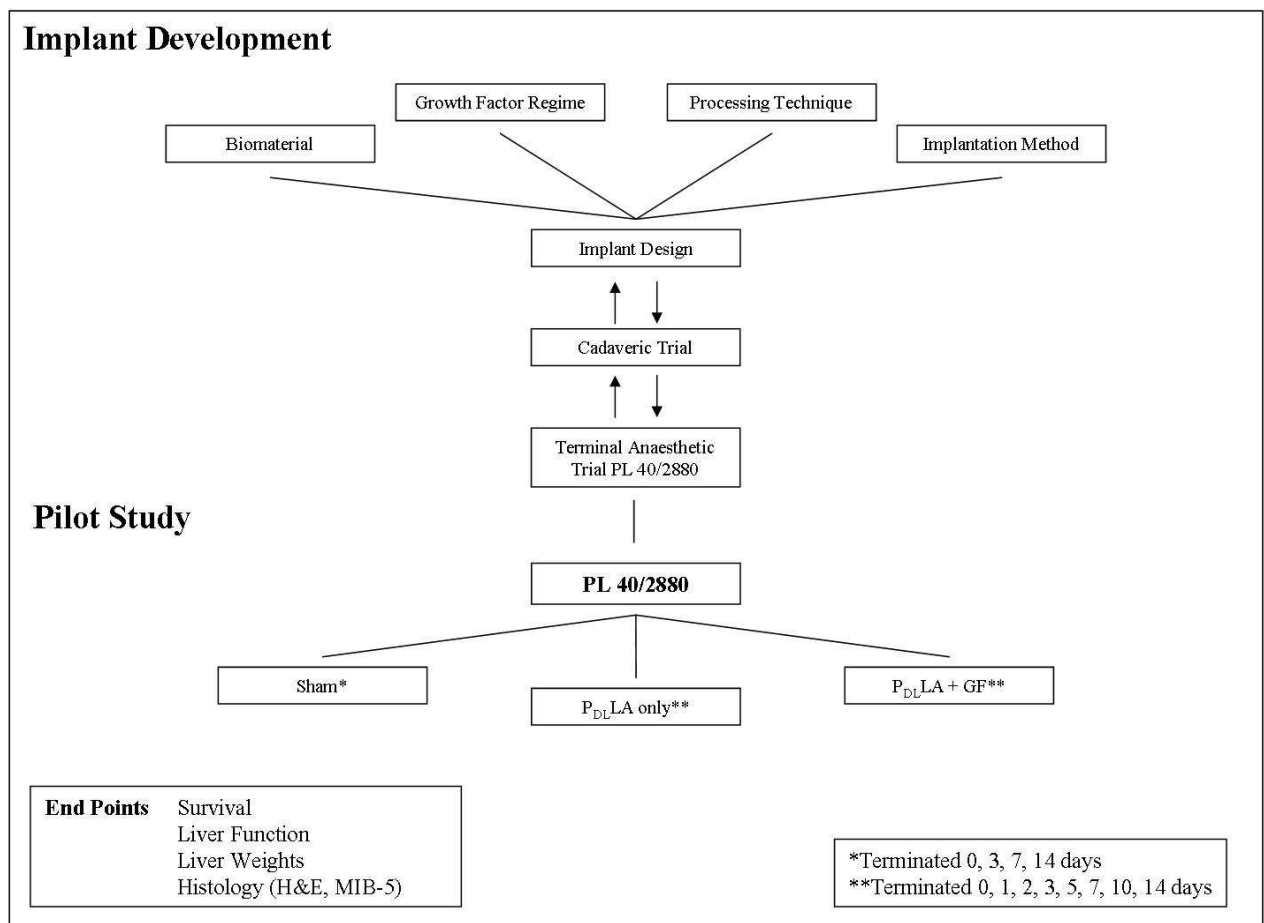 Implant Development
Growth Factor Regime
Processing Technique
Biomaterial
Implantation Method
Implant Design
Cadaveric Trial
Terminal Anaesthetic
Trial PL 40/2880
Pilot Study
PL 40/2880
Sham*
PDLLA only**
PDLLA + GF**
End Points Survival
Liver Function
Liver Weights
Histology (H&E, MIB-5)
*Terminated 0, 3, 7, 14 days
**Terminated 0, 1, 2, 3, 5, 7, 10, 14 days